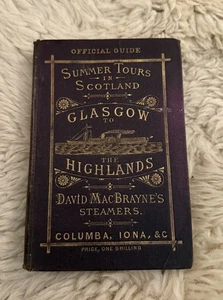 OFFICIAL GUIDE
SUMMER TOURS
IN
SCOTLAND
GLASGOW
TO
THE
HIGHLANDS
DAVID MACBRAYNE'S
STEAMERS.
COLUMBA, IONA, &C
PRICE, ONE SHILLING